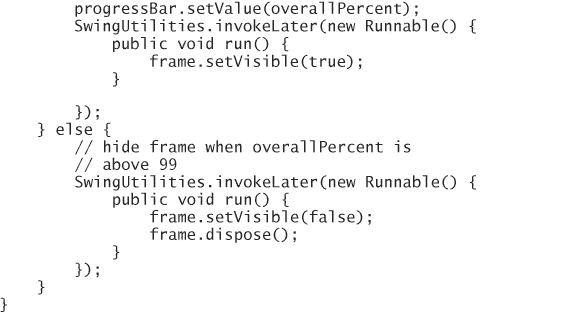 progressBar.setValue(overallPercent);
        SwingUtilities.invokeLater(new Runnable() {
            public void run() {
                frame.setVisible(true);
            }

        });
    } else {
        // hide frame when overallPercent is
        // above 99
        SwingUtilities.invokeLater(new Runnable() {
            public void run() {
                frame.setVisible(false);
                frame.dispose();
            }
        });
    }
}